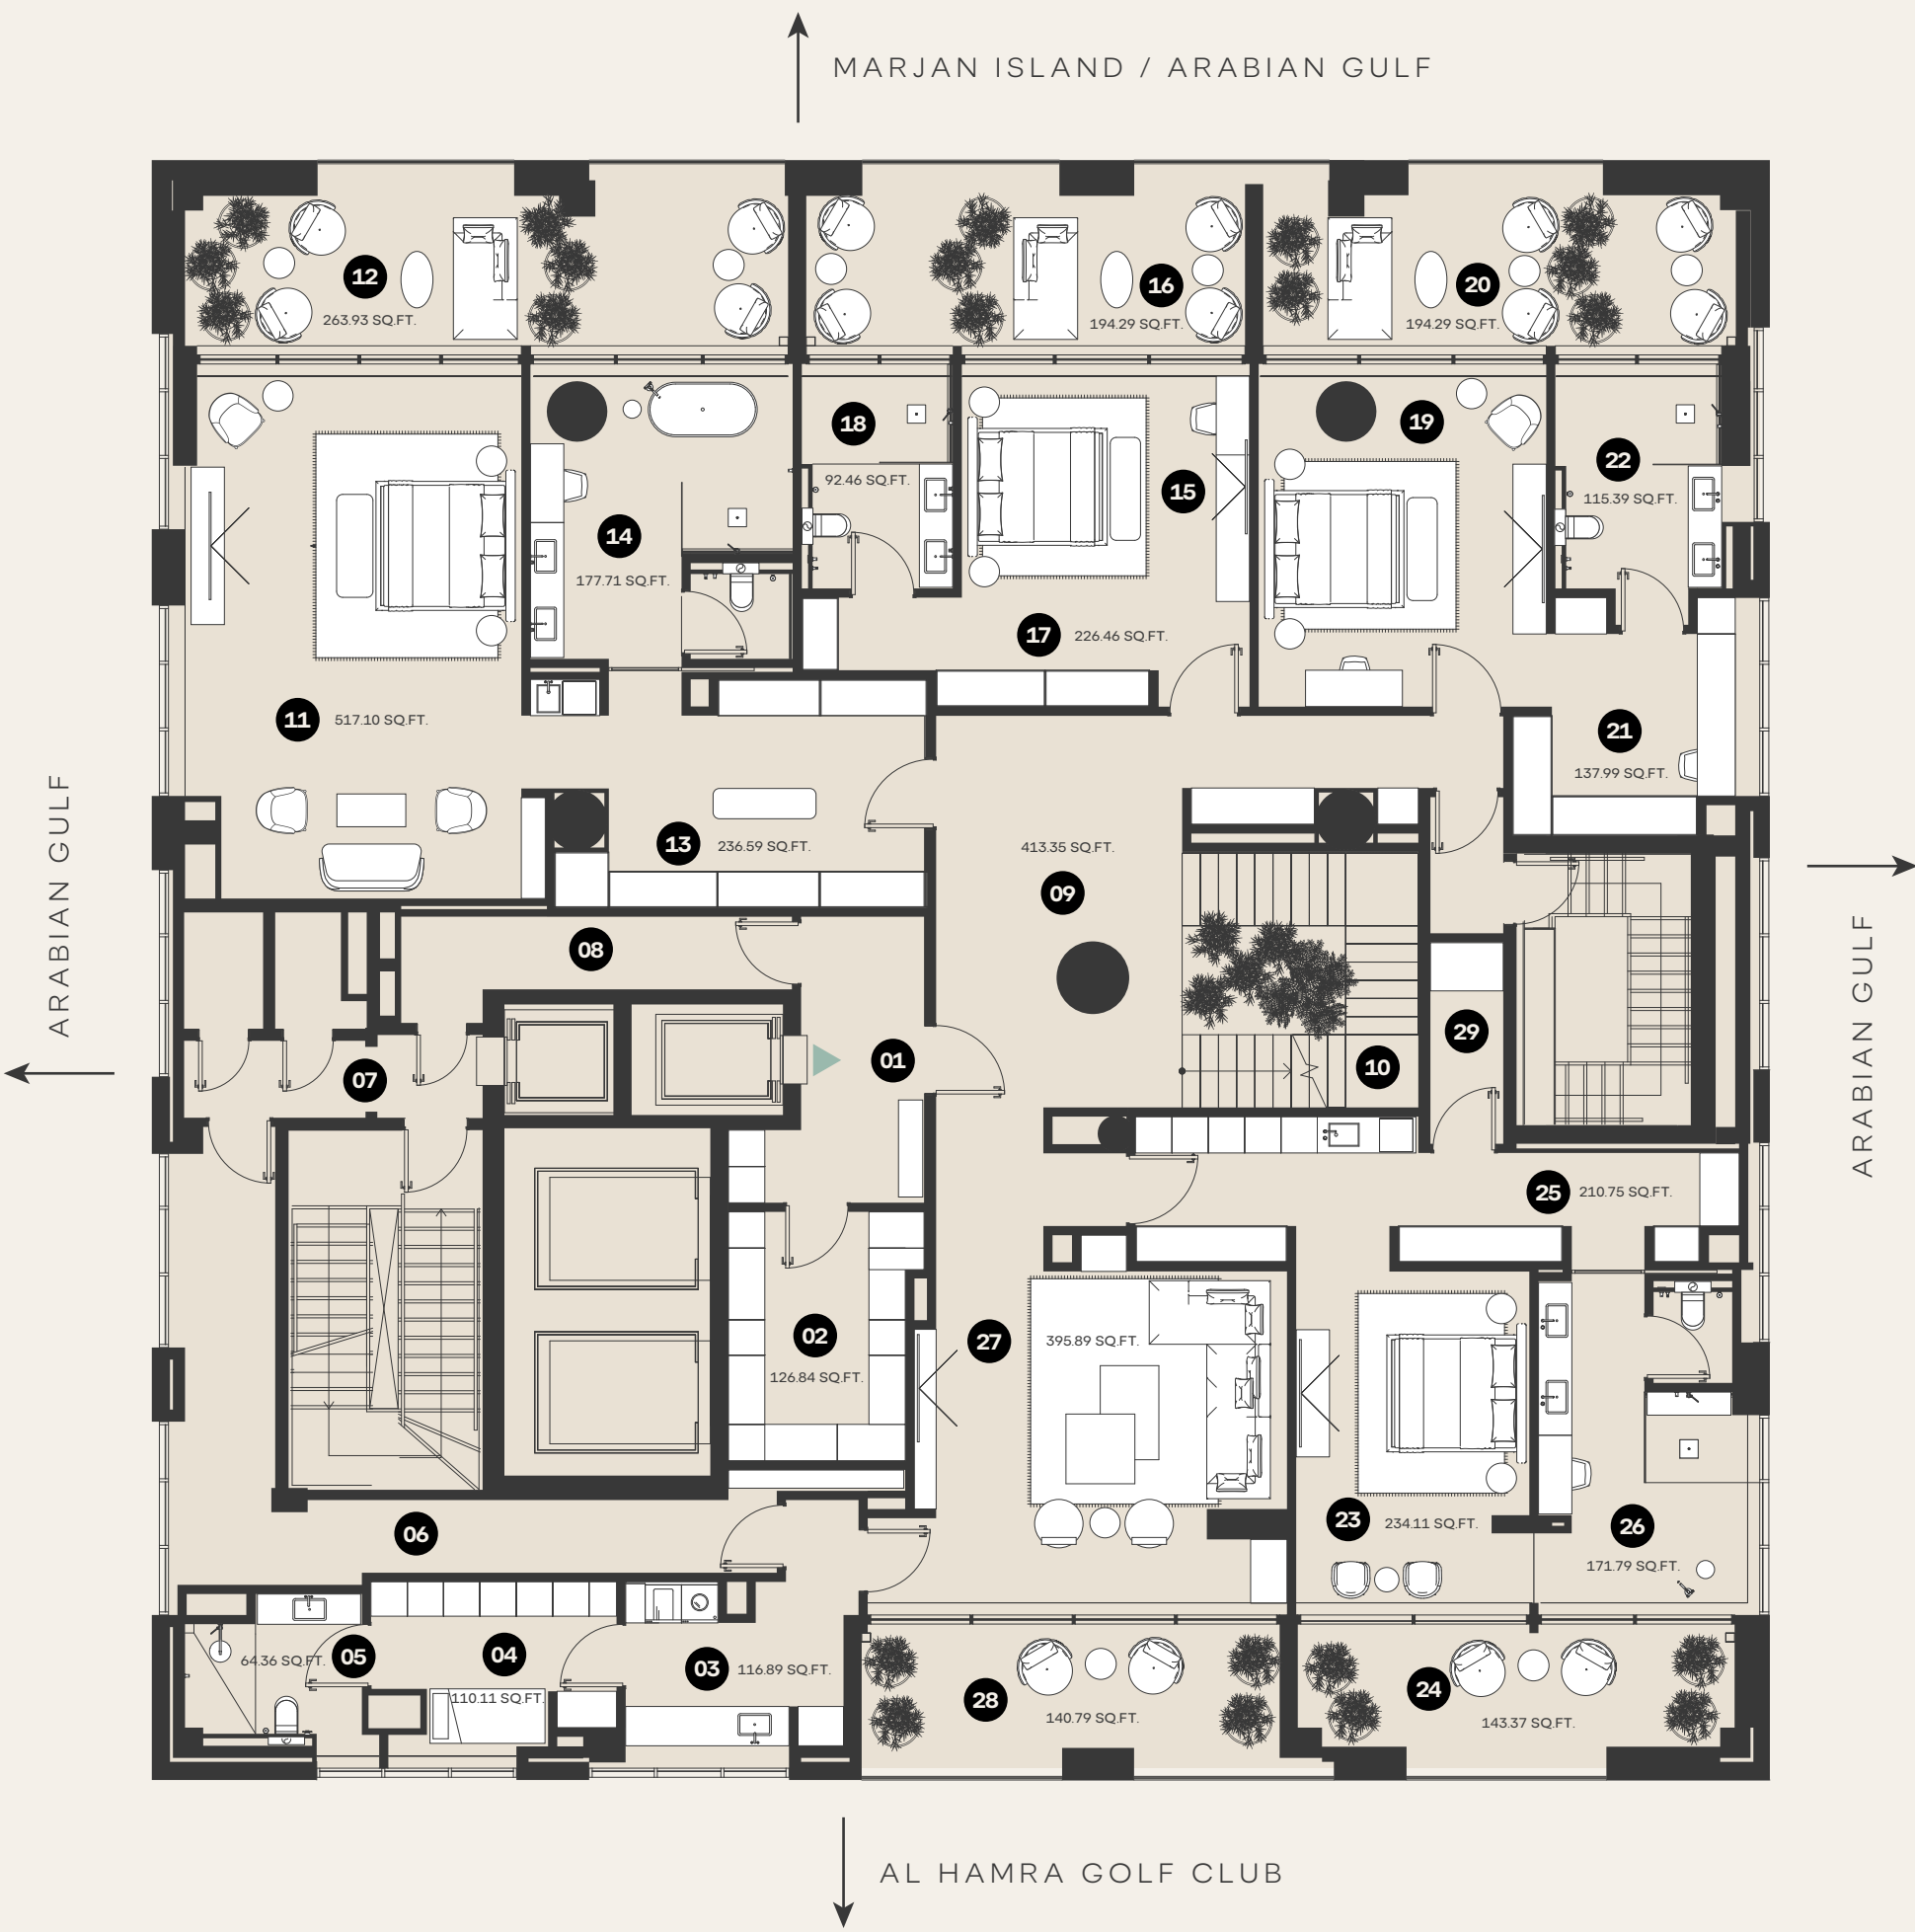 MARJAN ISLAND / ARABIAN GULF
12
263.93 SQ.FT.
16
194.29 SQ.FT.
20
194.29 SQ.FT.
18
92.46 SQ.FT.
19
22
115.39 SQ.FT.
15
14
177.71 SQ.FT.
17
226.46 SQ.FT.
11
517.10 SQ.FT.
21
137.99 SQ.FT.
13
236.59 SQ.FT.
413.35 SQ.FT.
09
ARABIAN GULF
ARABIAN GULF
08
29
01
10
07
25
210.75 SQ.FT.
02
126.84 SQ.FT.
27
395.89 SQ.FT.
23
234.11 SQ.FT.
26
171.79 SQ.FT.
06
05
64.36 SQ.FT.
04
110.11 SQ.FT.
03
116.89 SQ.FT.
28
140.79 SQ.FT.
24
143.37 SQ.FT.
AL HAMRA GOLF CLUB